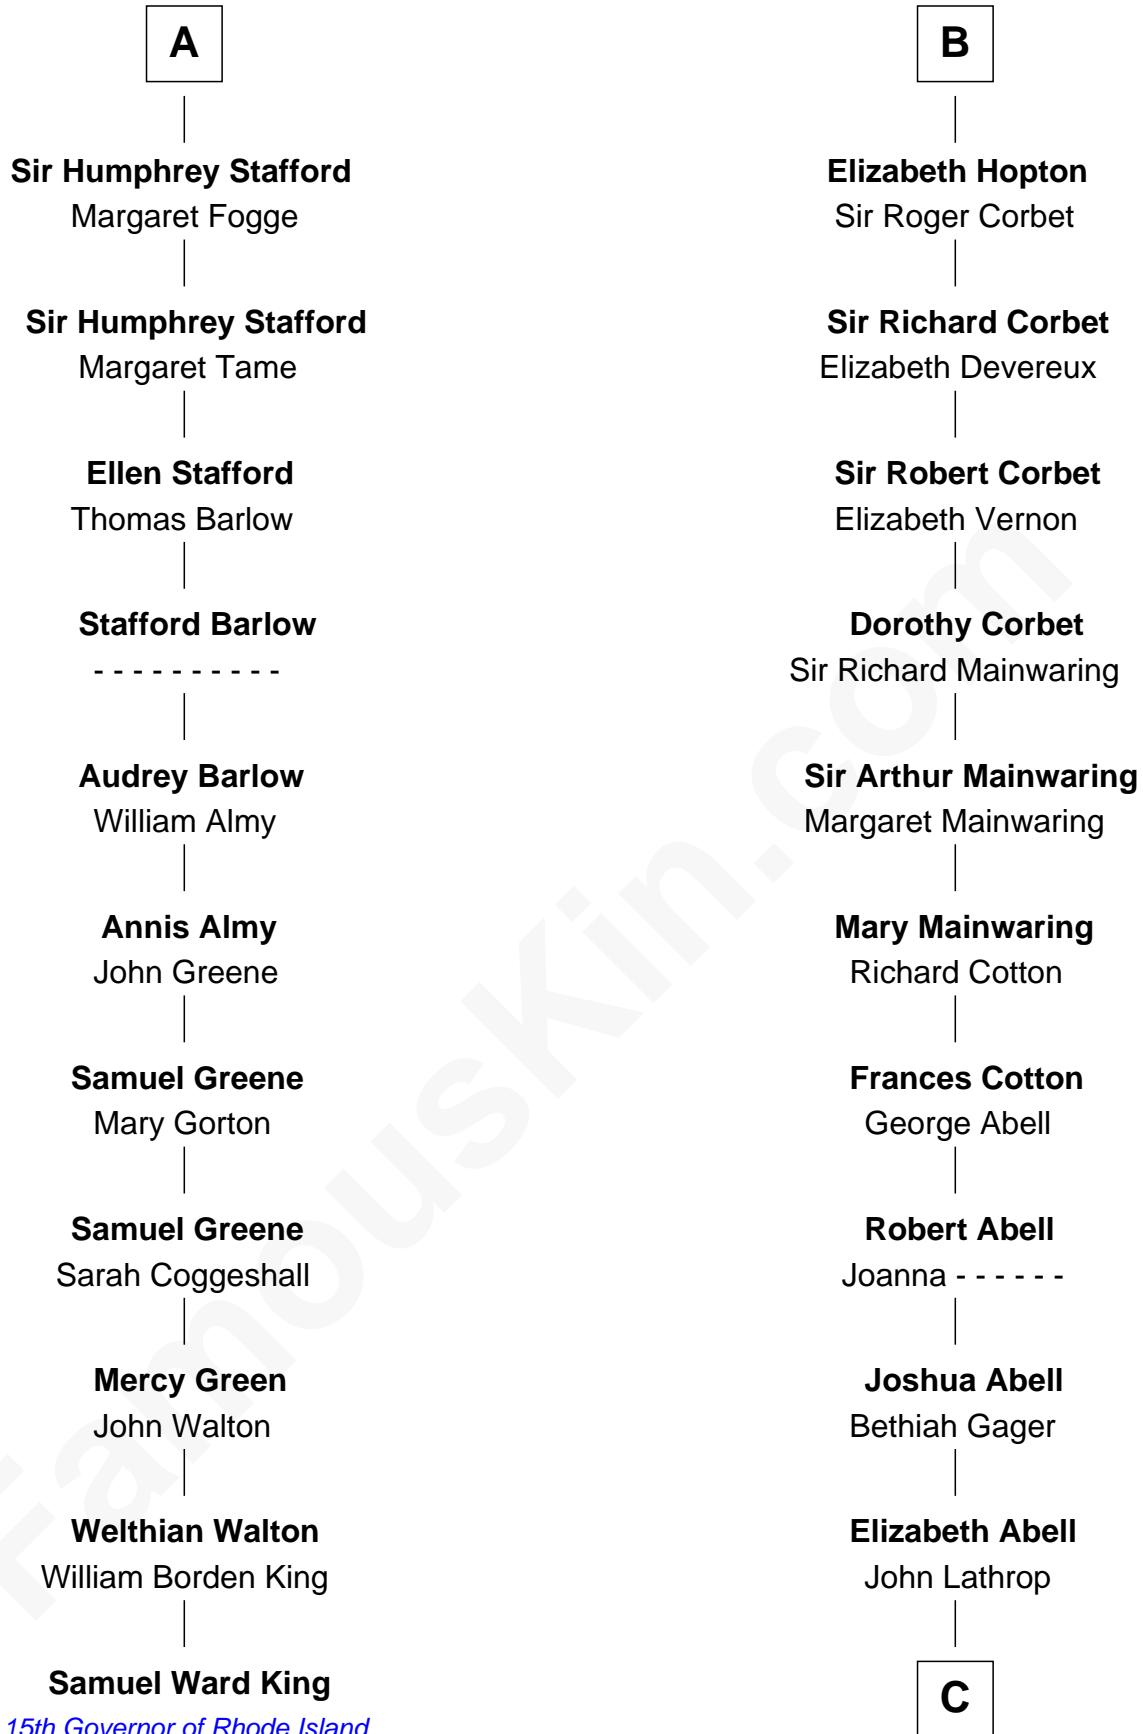 A
Sir Humphrey Stafford
Margaret Fogge
Sir Humphrey Stafford
Margaret Tame
Ellen Stafford
Thomas Barlow
Stafford Barlow
- - - - - - - - - -
Audrey Barlow
William Almy
Annis Almy
John Greene
Samuel Greene
Mary Gorton
Samuel Greene
Sarah Coggeshall
Mercy Green
John Walton
Welthian Walton
William Borden King
Samuel Ward King
15th Governor of Rhode Island
B
Elizabeth Hopton
Sir Roger Corbet
Sir Richard Corbet
Elizabeth Devereux
Sir Robert Corbet
Elizabeth Vernon
Dorothy Corbet
Sir Richard Mainwaring
Sir Arthur Mainwaring
Margaret Mainwaring
Mary Mainwaring
Richard Cotton
Frances Cotton
George Abell
Robert Abell
Joanna - - - - - -
Joshua Abell
Bethiah Gager
Elizabeth Abell
John Lathrop
C
FamousKin.com